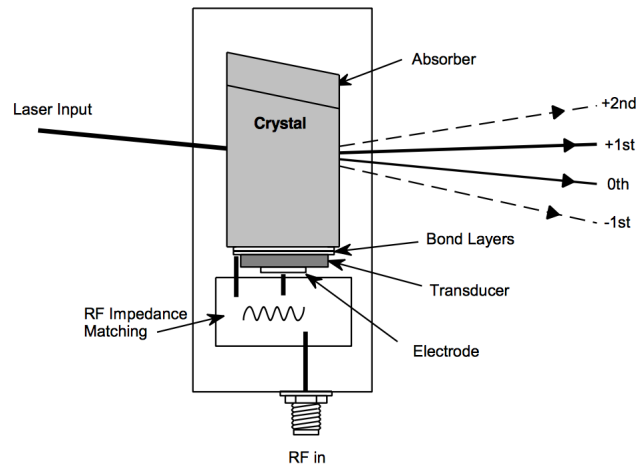 Absorber
+2nd
Laser Input
Crystal
+1st
0th
-1st
Bond Layers
Transducer
RF Impedance
Matching
Electrode
RF in